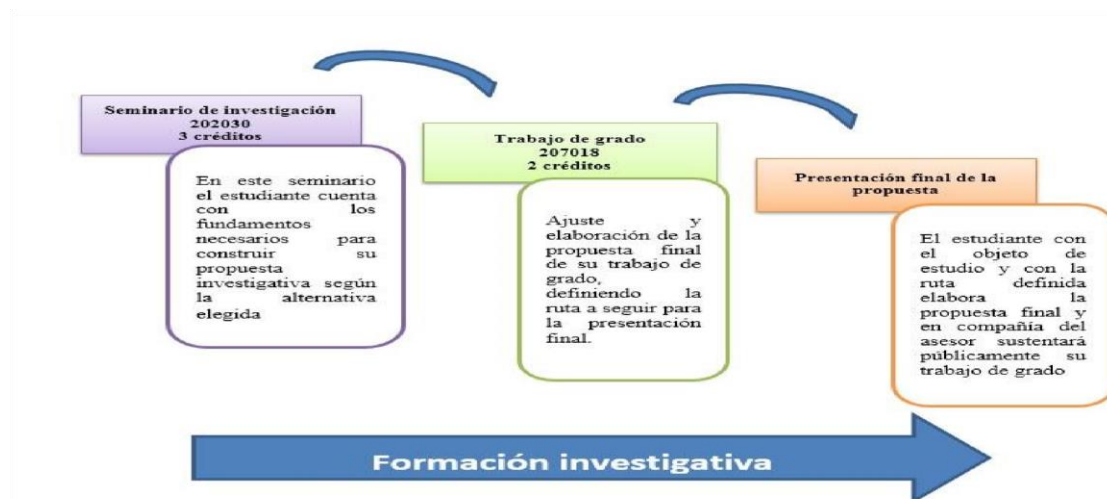 Seminario de investigación
202030
3 créditos
En este seminario
el estudiante cuenta
con los
fundamentos
necesarios para
construir su
propuesta
investigativa según
la alternativa
elegida
Trabajo de grado
207018
2 créditos
Ajuste y
elaboración de la
propuesta final
de su trabajo de
grado,
definiendo la
ruta a seguir para
la presentación
final.
Presentación final de la
propuesta
El estudiante con
el objeto de
estudio y con la
ruta definida
elabora la
propuesta final y
en compañía del
asesor sustentará
públicamente su
trabajo de grado
Formación investigativa